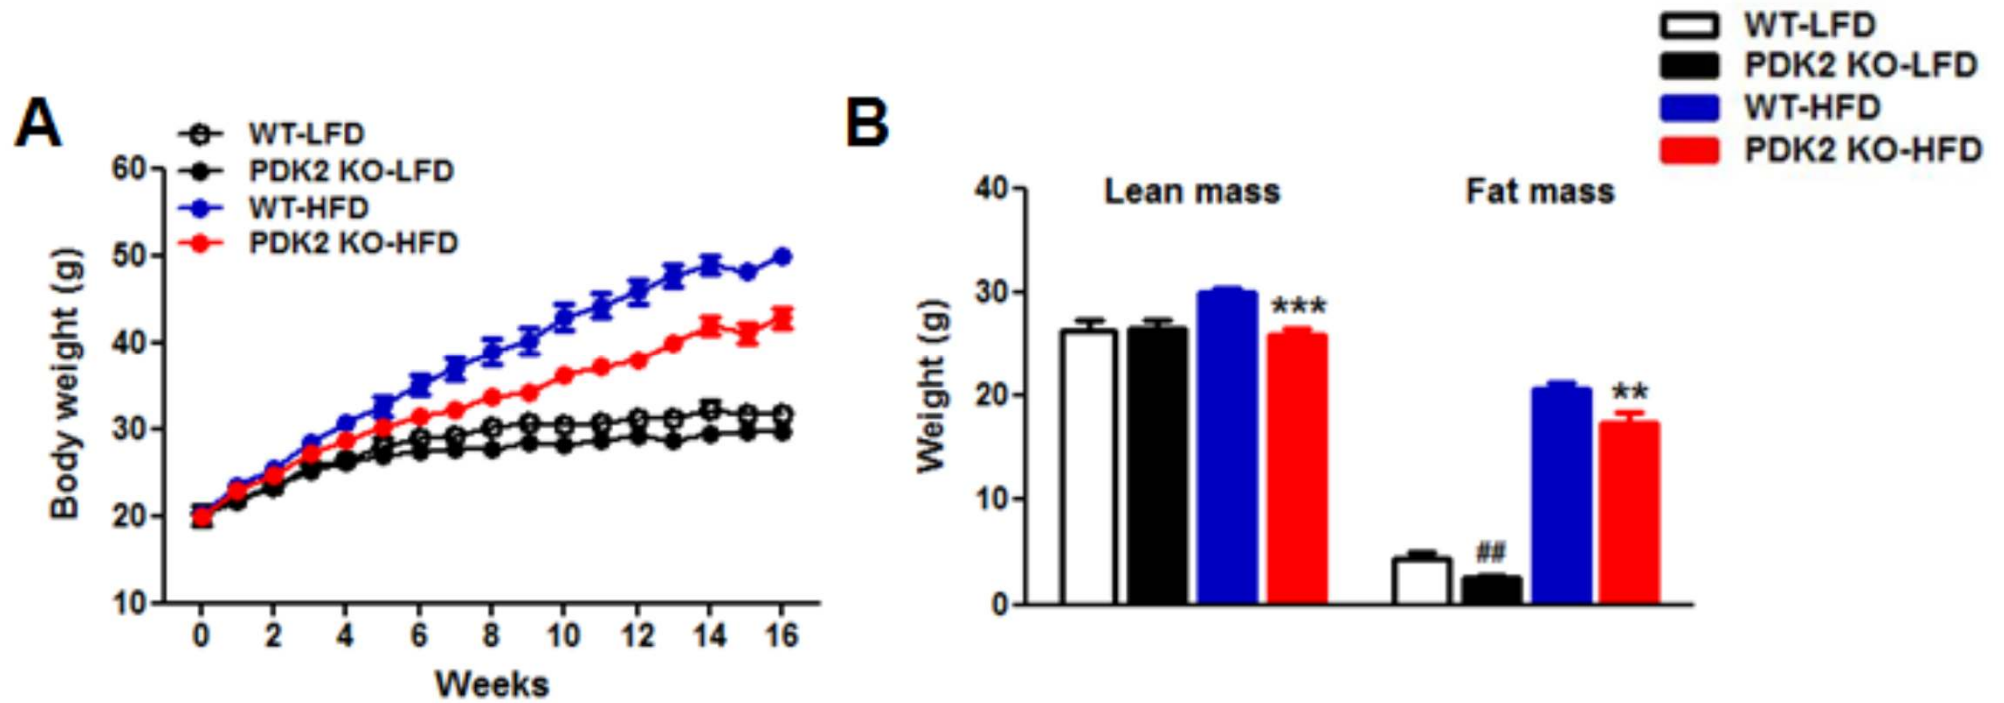 A
WT-LFD
PDK2 KO-LFD
WT-HFD
PDK2 KO-HFD
60
50
40
30
20
10
Body weight (g)
0 2 4 6 8 10 12 14 16
Weeks
B
WT-LFD
PDK2 KO-LFD
WT-HFD
PDK2 KO-HFD
Lean mass Fat mass
40
30
20
10
0
Weight (g)
***
**
##